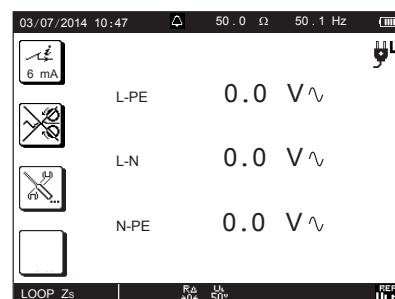 03/07/2014 10:47 50.0 Ω 50.1 Hz
6 mA
L-PE 0.0 V
L-N 0.0 V
...
N-PE 0.0 V
LOOP Zs